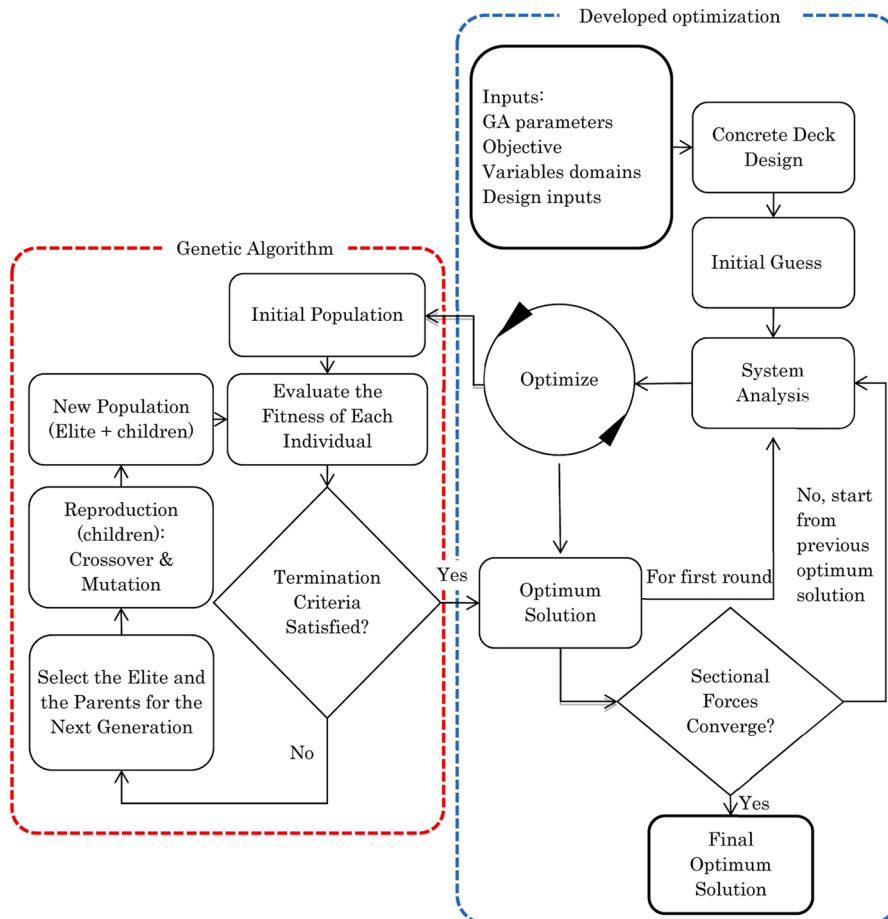 Developed optimization
Inputs:
GA parameters
Objective
Variables domains
Design inputs
Concrete Deck
Design
Initial Guess
System
Analysis
Optimize
Genetic Algorithm
Initial Population
Evaluate the
Fitness of Each
Individual
New Population
(Elite + children)
Reproduction
(children):
Crossover &
Mutation
Select the Elite and
the Parents for the
Next Generation
Termination
Criteria
Satisfied?
No
Yes
Optimum
Solution
For first round
No, start
from
previous
optimum
solution
Sectional
Forces
Converge?
Yes
Final
Optimum
Solution